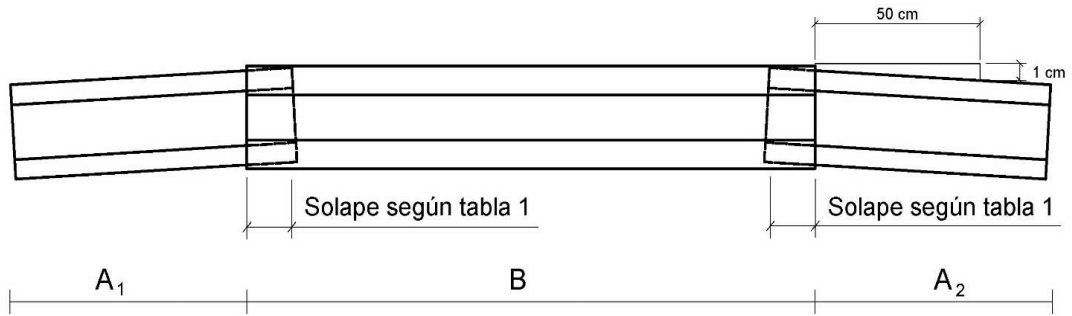 50 cm
1 cm
Solape según tabla 1
Solape según tabla 1
A₁
B
A₂